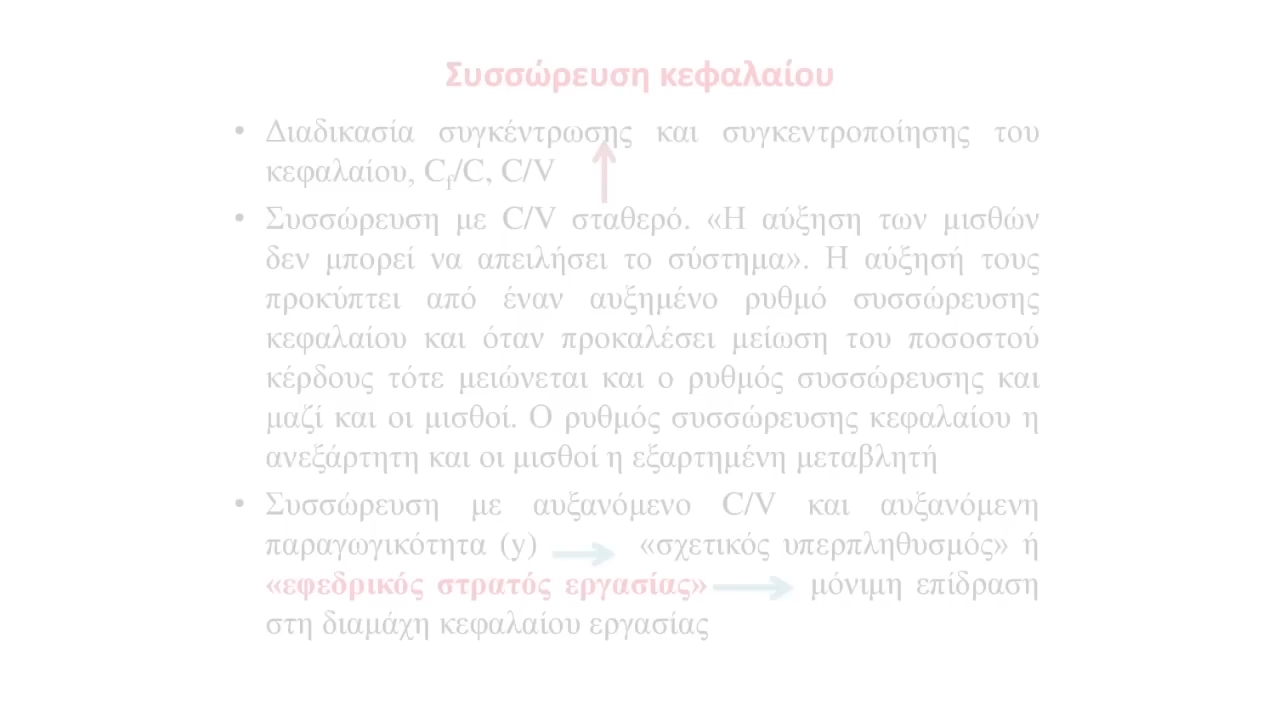 Συσσώρευση κεφαλαίου
• Διαδικασία συγκέντρωσης και συγκεντροποίησης του
κεφαλαίου, Cf/C, C/V
• Συσσώρευση με C/V σταθερό. «Η αύξηση των μισθών
δεν μπορεί να απειλήσει το σύστημα». Η αύξησή τους
προκύπτει από έναν αυξημένο ρυθμό συσσώρευσης
κεφαλαίου και όταν προκαλέσει μείωση του ποσοστού
κέρδους τότε μειώνεται και ο ρυθμός συσσώρευσης και
μαζί και οι μισθοί. Ο ρυθμός συσσώρευσης κεφαλαίου η
ανεξάρτητη και οι μισθοί η εξαρτημένη μεταβλητή
• Συσσώρευση με αυξανόμενο C/V και αυξανόμενη
παραγωγικότητα (y) «σχετικός υπερπληθυσμός» ή
«εφεδρικός στρατός εργασίας» μόνιμη επίδραση
στη διαμάχη κεφαλαίου εργασίας